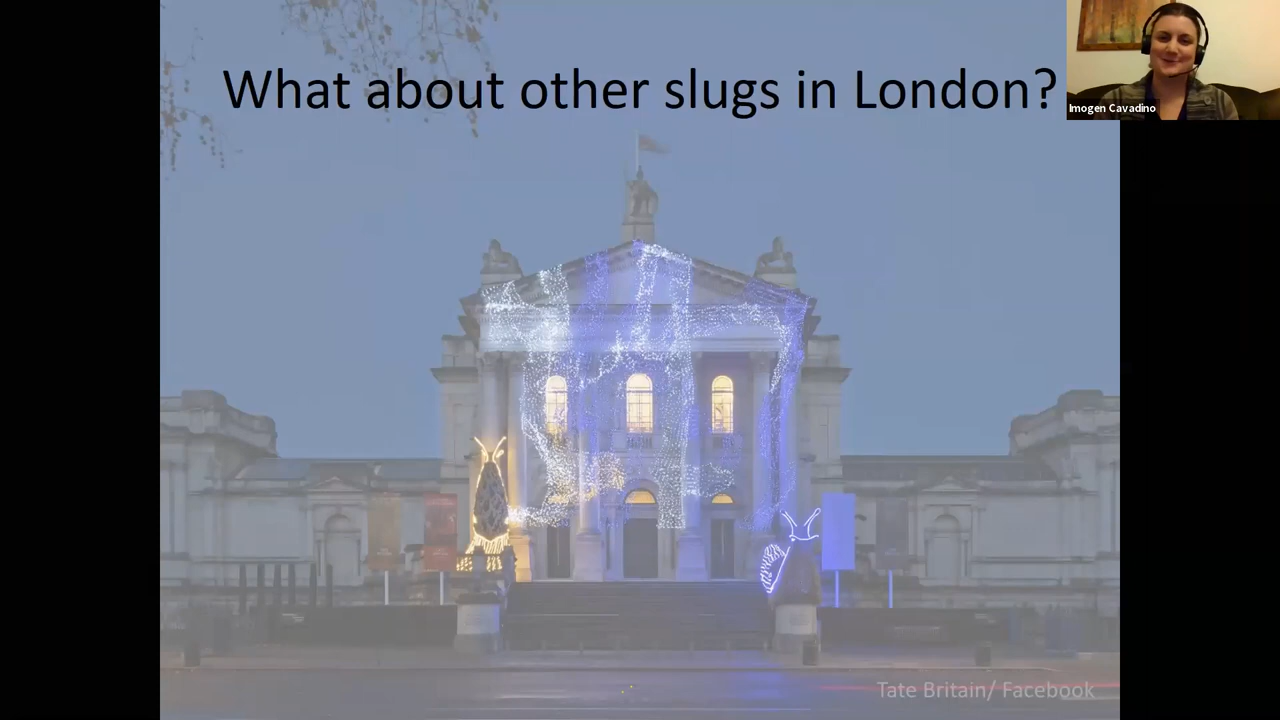 What about other slugs in London?
Imogen Cavadino
Tate Britain/ Facebook